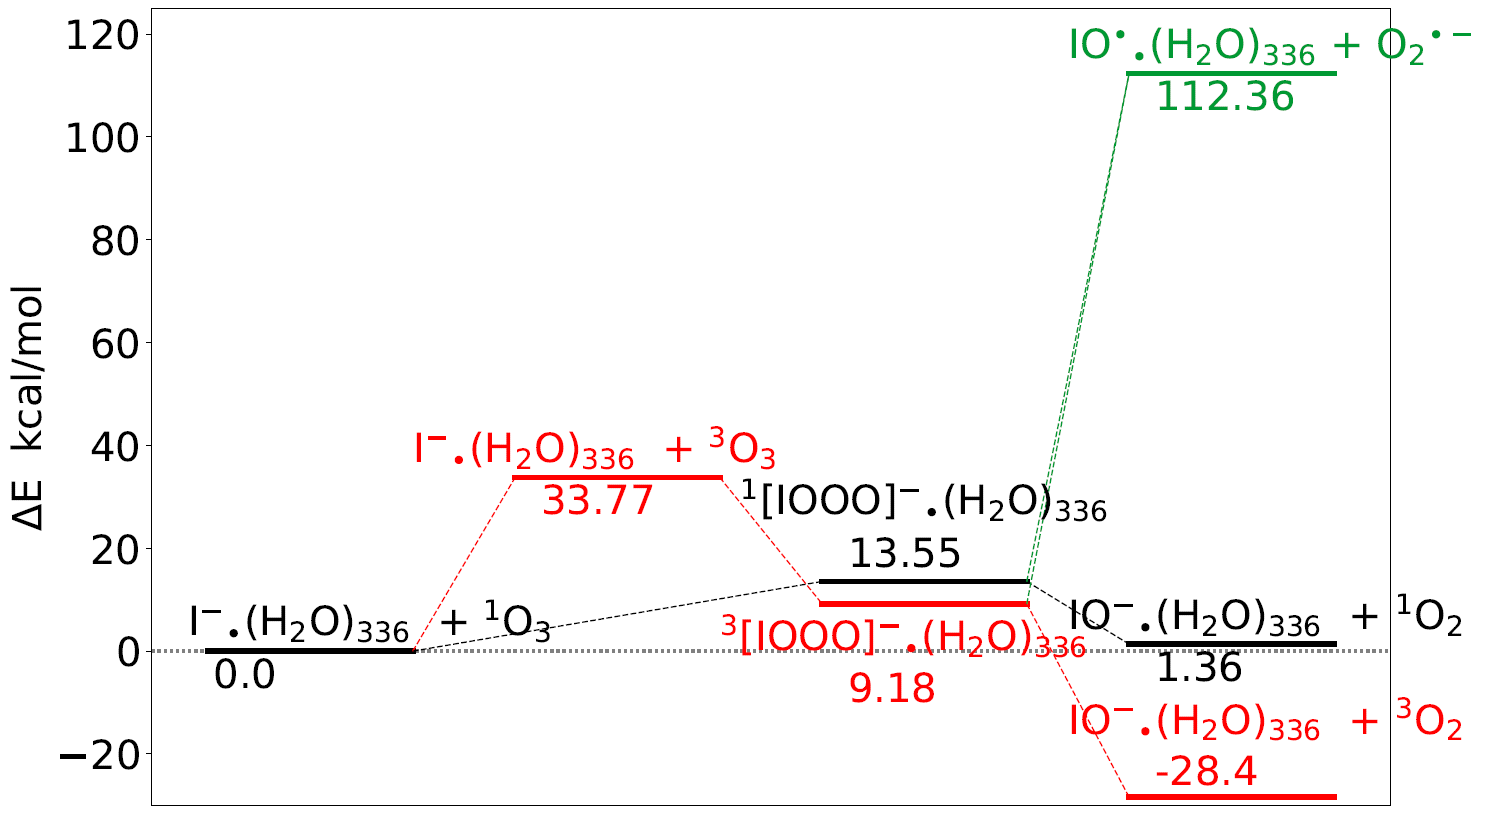 120
100
80
60
40
20
0
−20
ΔE kcal/mol
IO•.(H₂O)₃₃₆ + O₂•−
112.36
I⁻.(H₂O)₃₃₆ + ³O₃
33.77
¹[IOOO]⁻.(H₂O)₃₃₆
13.55
I⁻.(H₂O)₃₃₆ + ¹O₃
0.0
³[IOOO]⁻.(H₂O)₃₃₆
9.18
IO⁻.(H₂O)₃₃₆ + ¹O₂
1.36
IO⁻.(H₂O)₃₃₆ + ³O₂
-28.4